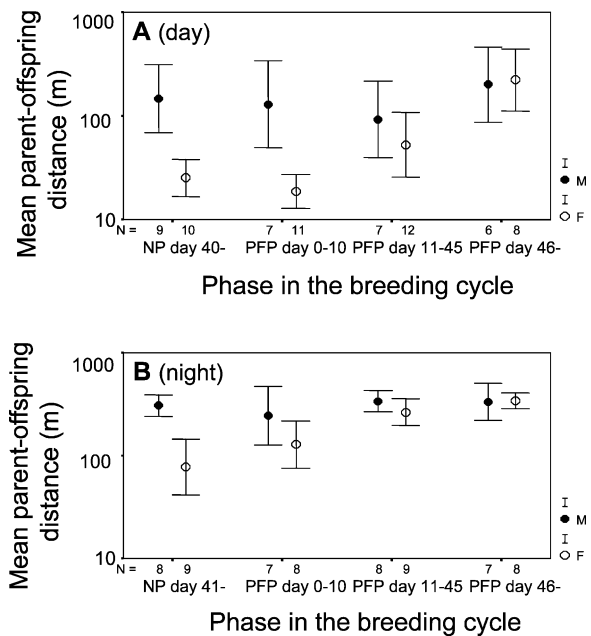 1000
A (day)
100
10
Mean parent-offspring
distance (m)
M
F
N = 9 10 7 11 7 12 6 8
NP day 40- PFP day 0-10 PFP day 11-45 PFP day 46-
Phase in the breeding cycle
1000
B (night)
100
10
Mean parent-offspring
distance (m)
M
F
N = 8 9 7 8 8 9 7 8
NP day 41- PFP day 0-10 PFP day 11-45 PFP day 46-
Phase in the breeding cycle